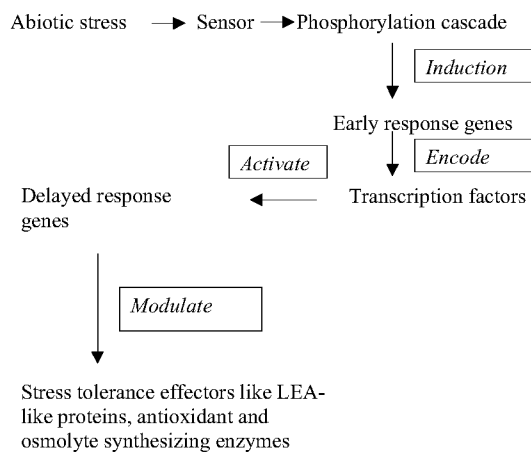 Abiotic stress Sensor Phosphorylation cascade
Induction
Early response genes
Encode
Activate
Transcription factors
Delayed response
genes
Modulate
Stress tolerance effectors like LEA-
like proteins, antioxidant and
osmolyte synthesizing enzymes